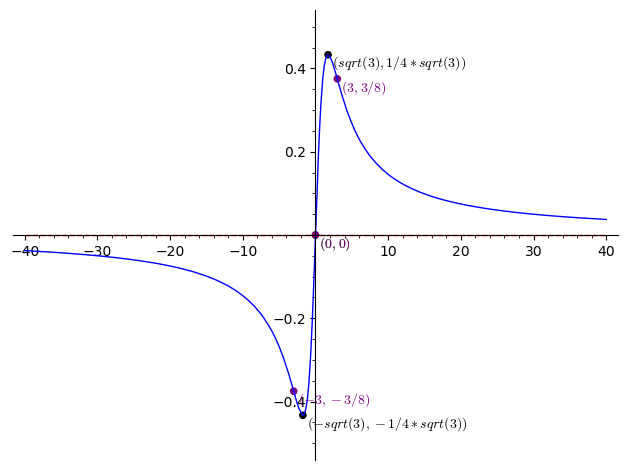 (sqrt(3), 1/4 * sqrt(3))
0.4
(3, 3/8)
0.2
(0, 0)
−40 −30 −20 −10 10 20 30 40
−0.2
(−3, −3/8)
−0.4
(−sqrt(3), −1/4 * sqrt(3))